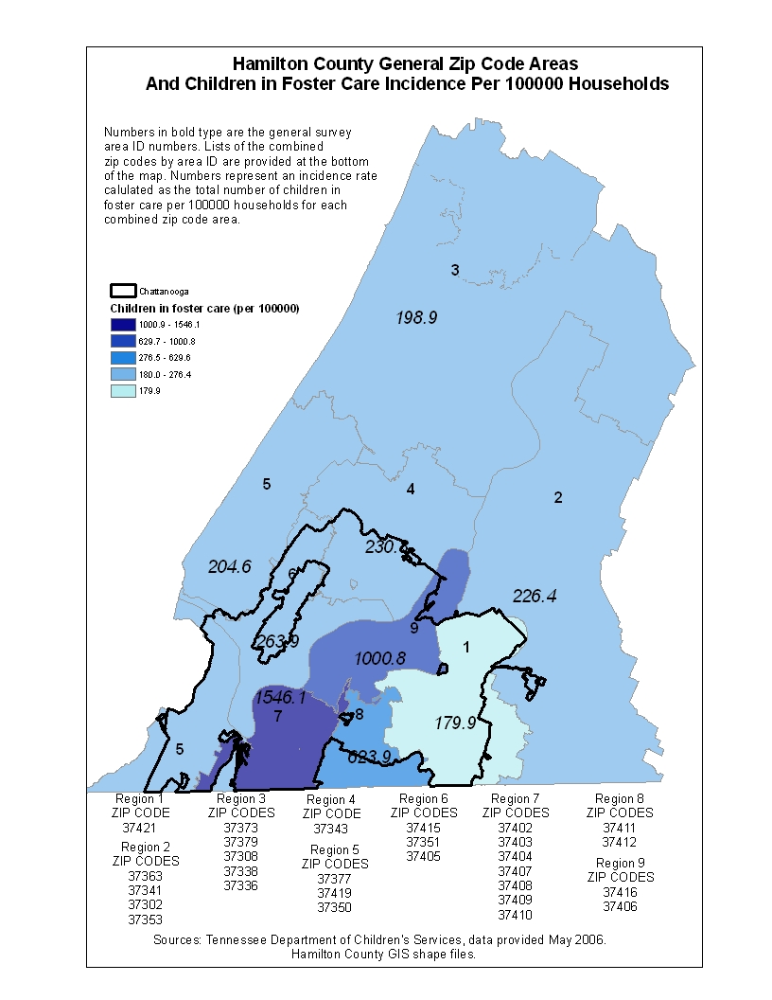 Hamilton County General Zip Code Areas
And Children in Foster Care Incidence Per 100000 Households
Numbers in bold type are the general survey
area ID numbers. Lists of the combined
zip codes by area ID are provided at the bottom
of the map. Numbers represent an incidence rate
calulated as the total number of children in
foster care per 100000 households for each
combined zip code area.
Chattanooga
Children in foster care (per 100000)
1000.9 - 1546.1
629.7 - 1000.8
276.5 - 629.6
180.0 - 276.4
179.9
3
198.9
5
4
2
204.6
230.
6
226.4
263.9
9
1
1000.8
1546.1
7
8
179.9
5
623.9
Region 1
ZIP CODE
37421
Region 2
ZIP CODES
37363
37341
37302
37353
Region 3
ZIP CODES
37373
37379
37308
37338
37336
Region 4
ZIP CODE
37343
Region 5
ZIP CODES
37377
37419
37350
Region 6
ZIP CODES
37415
37351
37405
Region 7
ZIP CODES
37402
37403
37404
37407
37408
37409
37410
Region 8
ZIP CODES
37411
37412
Region 9
ZIP CODES
37416
37406
Sources: Tennessee Department of Children's Services, data provided May 2006.
Hamilton County GIS shape files.